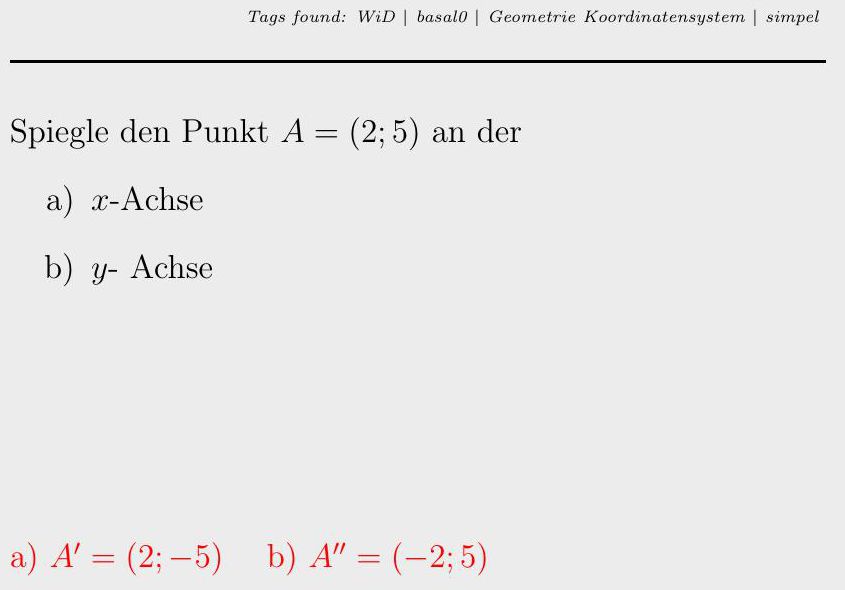 Tags found: WiD | basal0 | Geometrie Koordinatensystem | simpel
Spiegle den Punkt A = (2; 5) an der
a) x-Achse
b) y- Achse
a) A′ = (2; −5) b) A″ = (−2; 5)